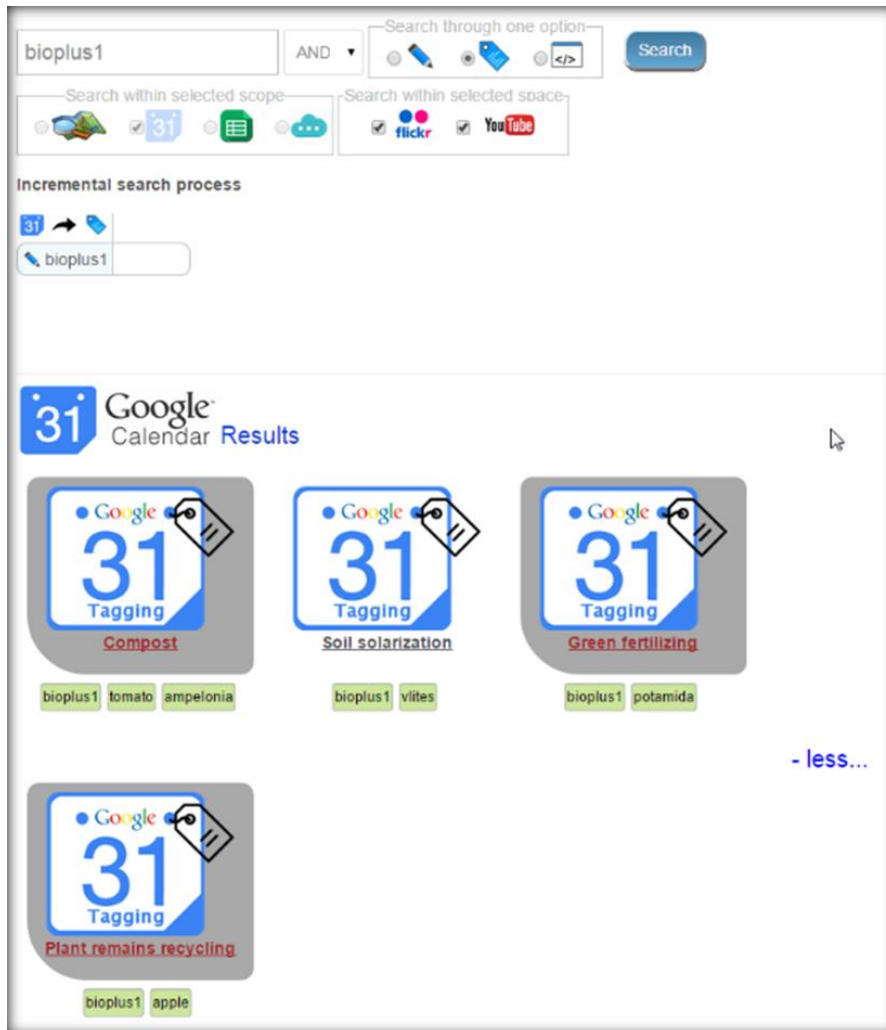 Search through one option
bioplus1 AND </> Search
Search within selected scope Search within selected space
31 flickr YouTube
Incremental search process
31
bioplus1
31 Google Calendar Results
Google Google Google
31 31 31
Tagging Tagging Tagging
Compost Soil solarization Green fertilizing
bioplus1 tomato ampelonia bioplus1 vlites bioplus1 potamida
- less...
Google
31
Tagging
Plant remains recycling
bioplus1 apple